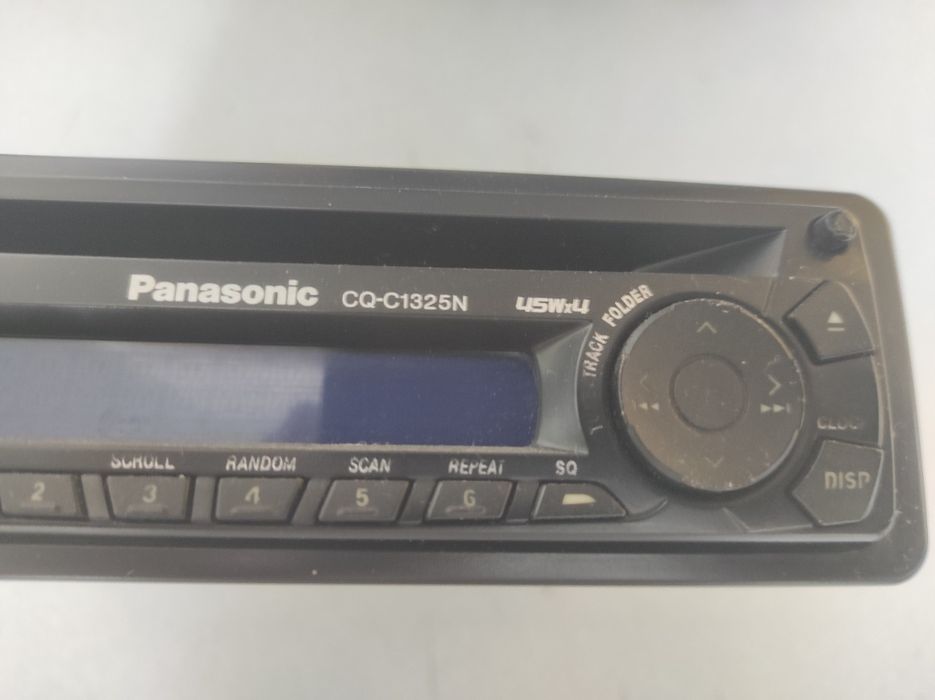 Panasonic CQ-C1325N 45Wx4
TRACK FOLDER
CLOCK
DISP
SCROLL RANDOM SCAN REPEAT SQ
2 3 4 5 6